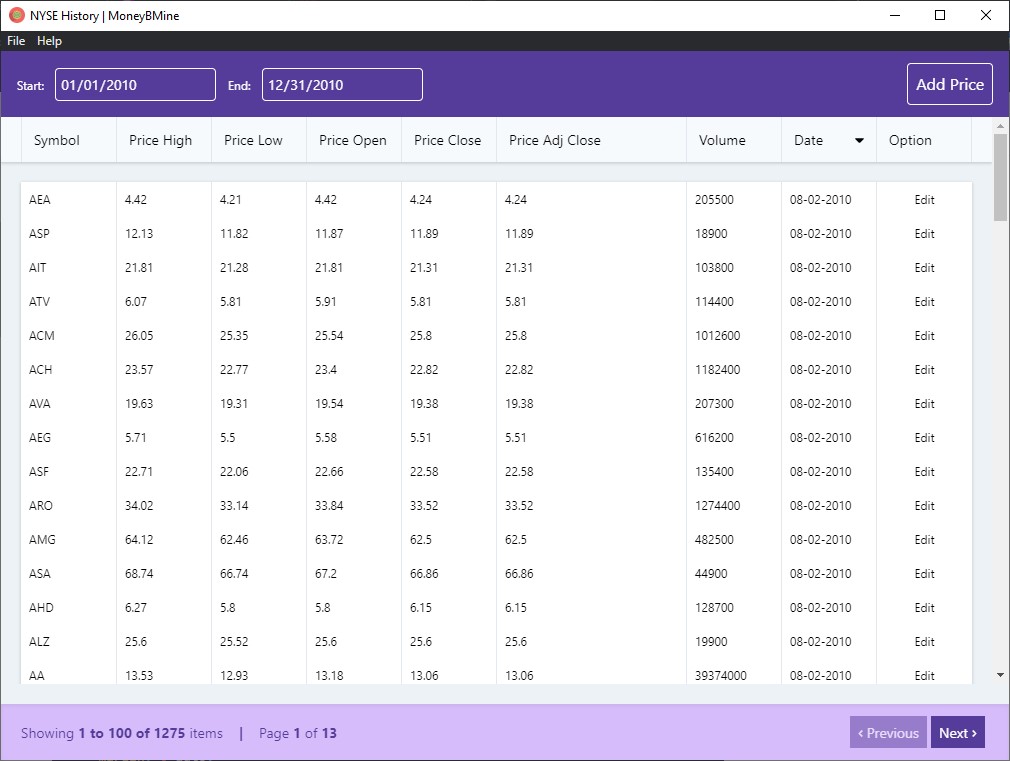 NYSE History | MoneyBMine
File Help
Start: 01/01/2010 End: 12/31/2010 Add Price
Symbol Price High Price Low Price Open Price Close Price Adj Close Volume Date Option
AEA 4.42 4.21 4.42 4.24 4.24 205500 08-02-2010 Edit
ASP 12.13 11.82 11.87 11.89 11.89 18900 08-02-2010 Edit
AIT 21.81 21.28 21.81 21.31 21.31 103800 08-02-2010 Edit
ATV 6.07 5.81 5.91 5.81 5.81 114400 08-02-2010 Edit
ACM 26.05 25.35 25.54 25.8 25.8 1012600 08-02-2010 Edit
ACH 23.57 22.77 23.4 22.82 22.82 1182400 08-02-2010 Edit
AVA 19.63 19.31 19.54 19.38 19.38 207300 08-02-2010 Edit
AEG 5.71 5.5 5.58 5.51 5.51 616200 08-02-2010 Edit
ASF 22.71 22.06 22.66 22.58 22.58 135400 08-02-2010 Edit
ARO 34.02 33.14 33.84 33.52 33.52 1274400 08-02-2010 Edit
AMG 64.12 62.46 63.72 62.5 62.5 482500 08-02-2010 Edit
ASA 68.74 66.74 67.2 66.86 66.86 44900 08-02-2010 Edit
AHD 6.27 5.8 5.8 6.15 6.15 128700 08-02-2010 Edit
ALZ 25.6 25.52 25.6 25.6 25.6 19900 08-02-2010 Edit
AA 13.53 12.93 13.18 13.06 13.06 39374000 08-02-2010 Edit
Showing 1 to 100 of 1275 items | Page 1 of 13 ‹ Previous Next ›